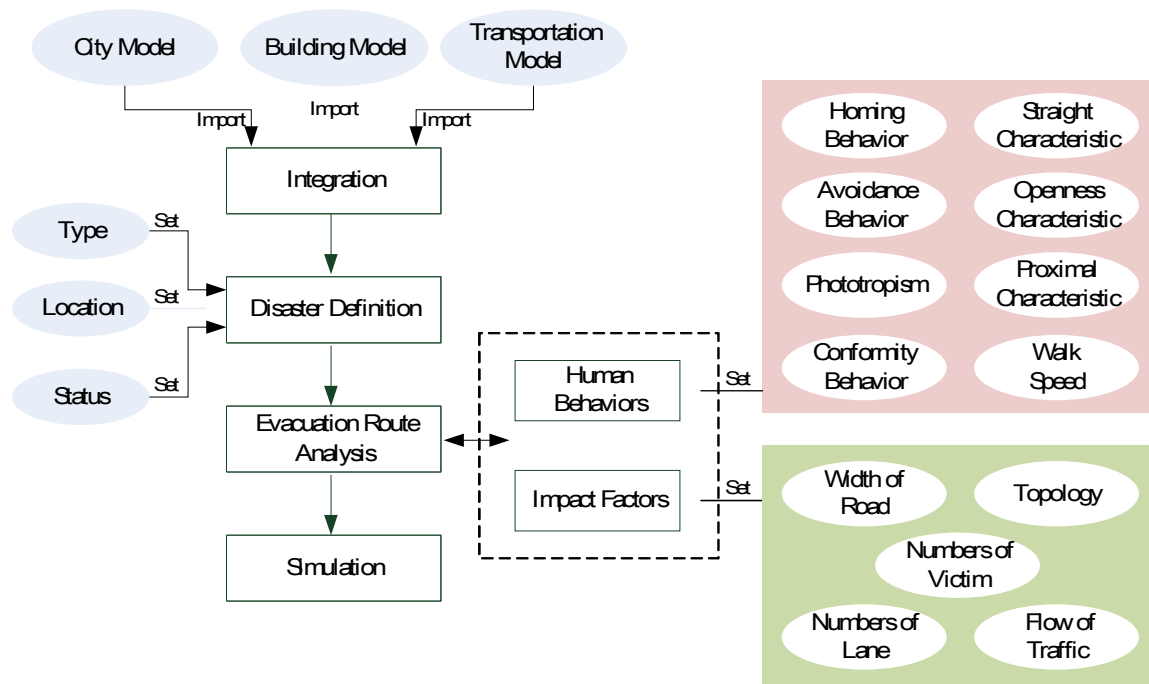 City Model
Building Model
Transportation
Model
Import
Import
Import
Integration
Type
Set
Location
Set
Status
Set
Disaster Definition
Evacuation Route
Analysis
Simulation
Human
Behaviors
Impact Factors
Set
Set
Homing
Behavior
Straight
Characteristic
Avoidance
Behavior
Openness
Characteristic
Phototropism
Proximal
Characteristic
Conformity
Behavior
Walk
Speed
Width of
Road
Topology
Numbers of
Victim
Numbers of
Lane
Flow of
Traffic